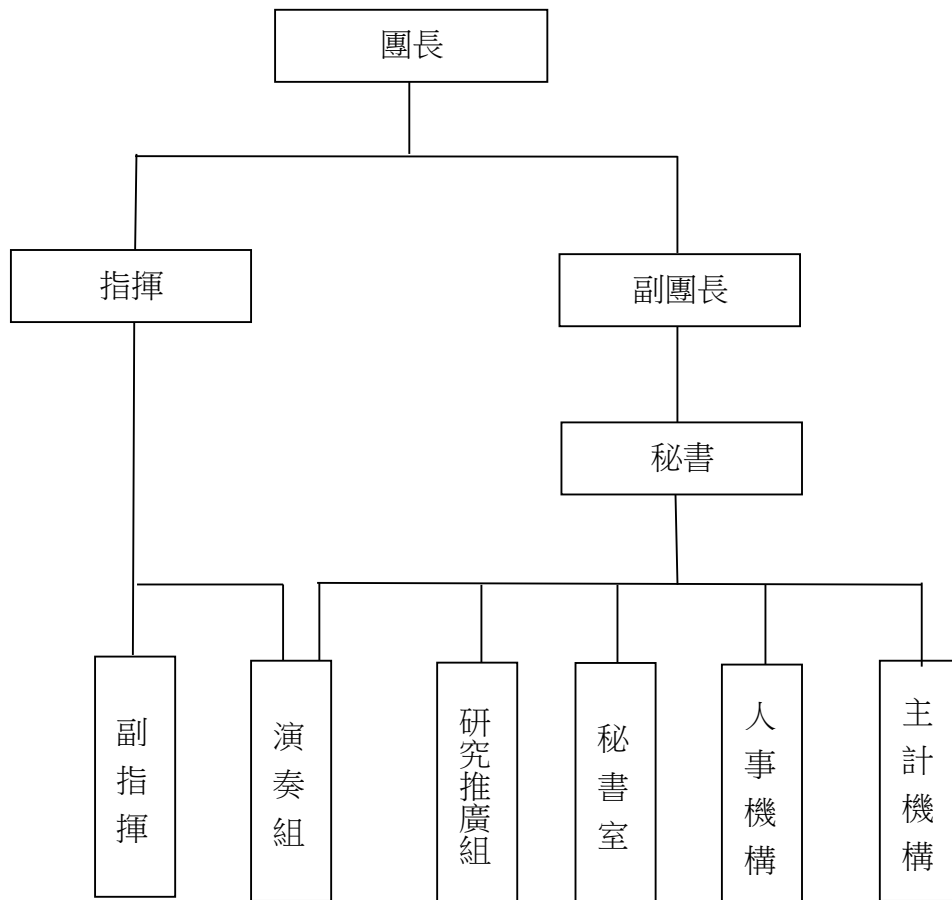 團長
指揮
副團長
秘書
副指揮
演奏組
研究推廣組
秘書室
人事機構
主計機構